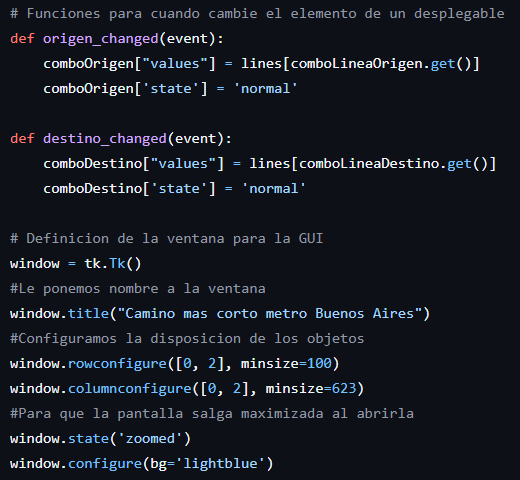 # Funciones para cuando cambie el elemento de un desplegable
def origen_changed(event):
    comboOrigen["values"] = lines[comboLineaOrigen.get()]
    comboOrigen['state'] = 'normal'

def destino_changed(event):
    comboDestino["values"] = lines[comboLineaDestino.get()]
    comboDestino['state'] = 'normal'

# Definicion de la ventana para la GUI
window = tk.Tk()
#Le ponemos nombre a la ventana
window.title("Camino mas corto metro Buenos Aires")
#Configuramos la disposicion de los objetos
window.rowconfigure([0, 2], minsize=100)
window.columnconfigure([0, 2], minsize=623)
#Para que la pantalla salga maximizada al abrirla
window.state('zoomed')
window.configure(bg='lightblue')